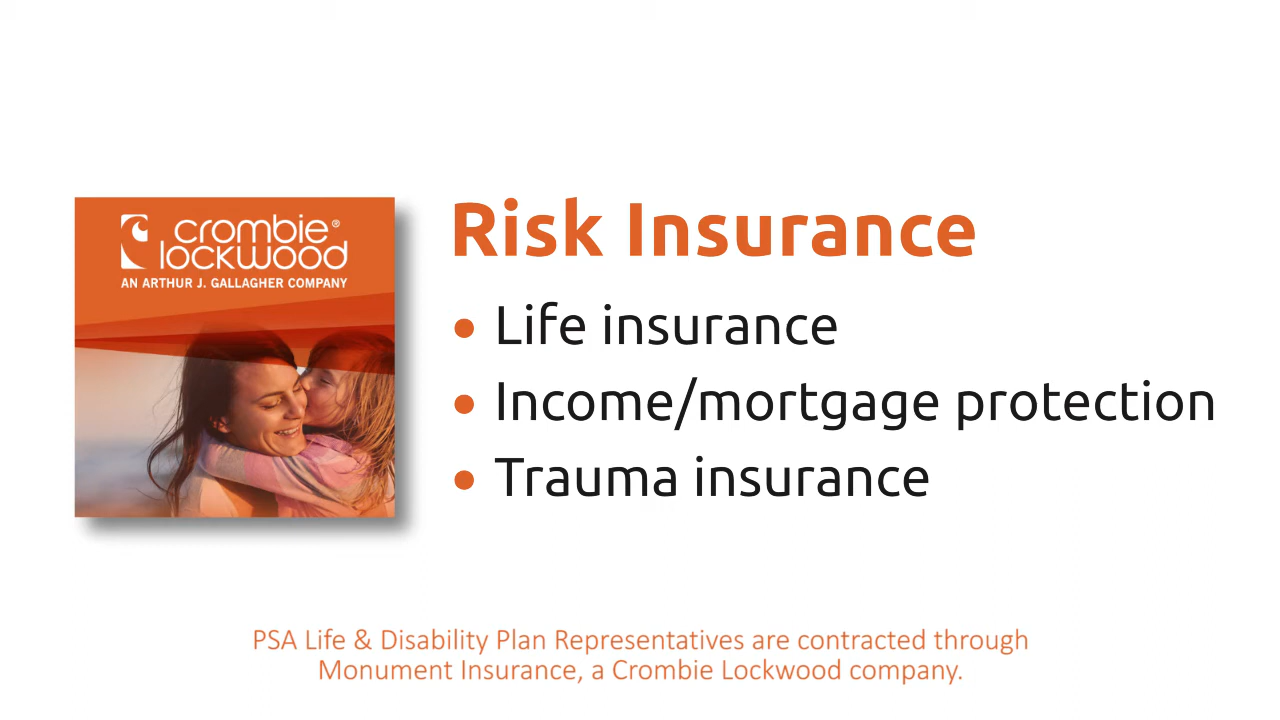 crombie®
lockwood
AN ARTHUR J. GALLAGHER COMPANY
Risk Insurance
• Life insurance
• Income/mortgage protection
• Trauma insurance
PSA Life & Disability Plan Representatives are contracted through
Monument Insurance, a Crombie Lockwood company.